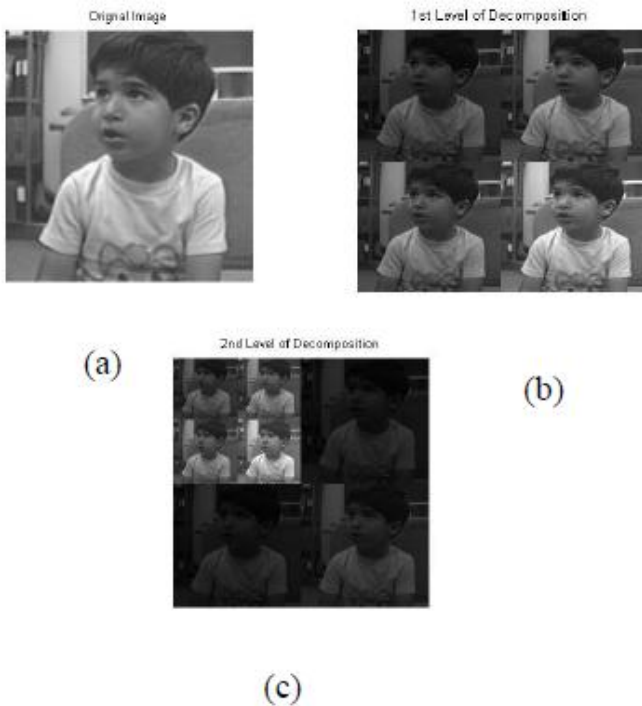 Orignal Image
1st Level of Decomposition
(a)
2nd Level of Decomposition
(b)
(c)